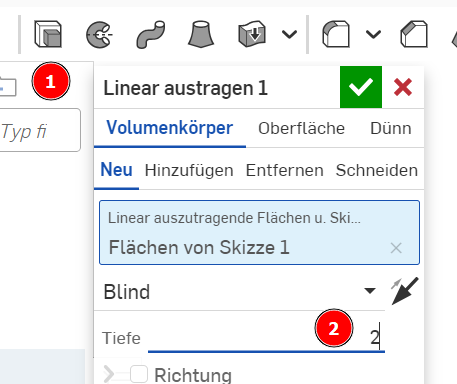 1
Typ fi
Linear austragen 1
Volumenkörper Oberfläche Dünn
Neu Hinzufügen Entfernen Schneiden
Linear auszutragende Flächen u. Ski...
Flächen von Skizze 1
Blind
Tiefe 2 2
Richtung